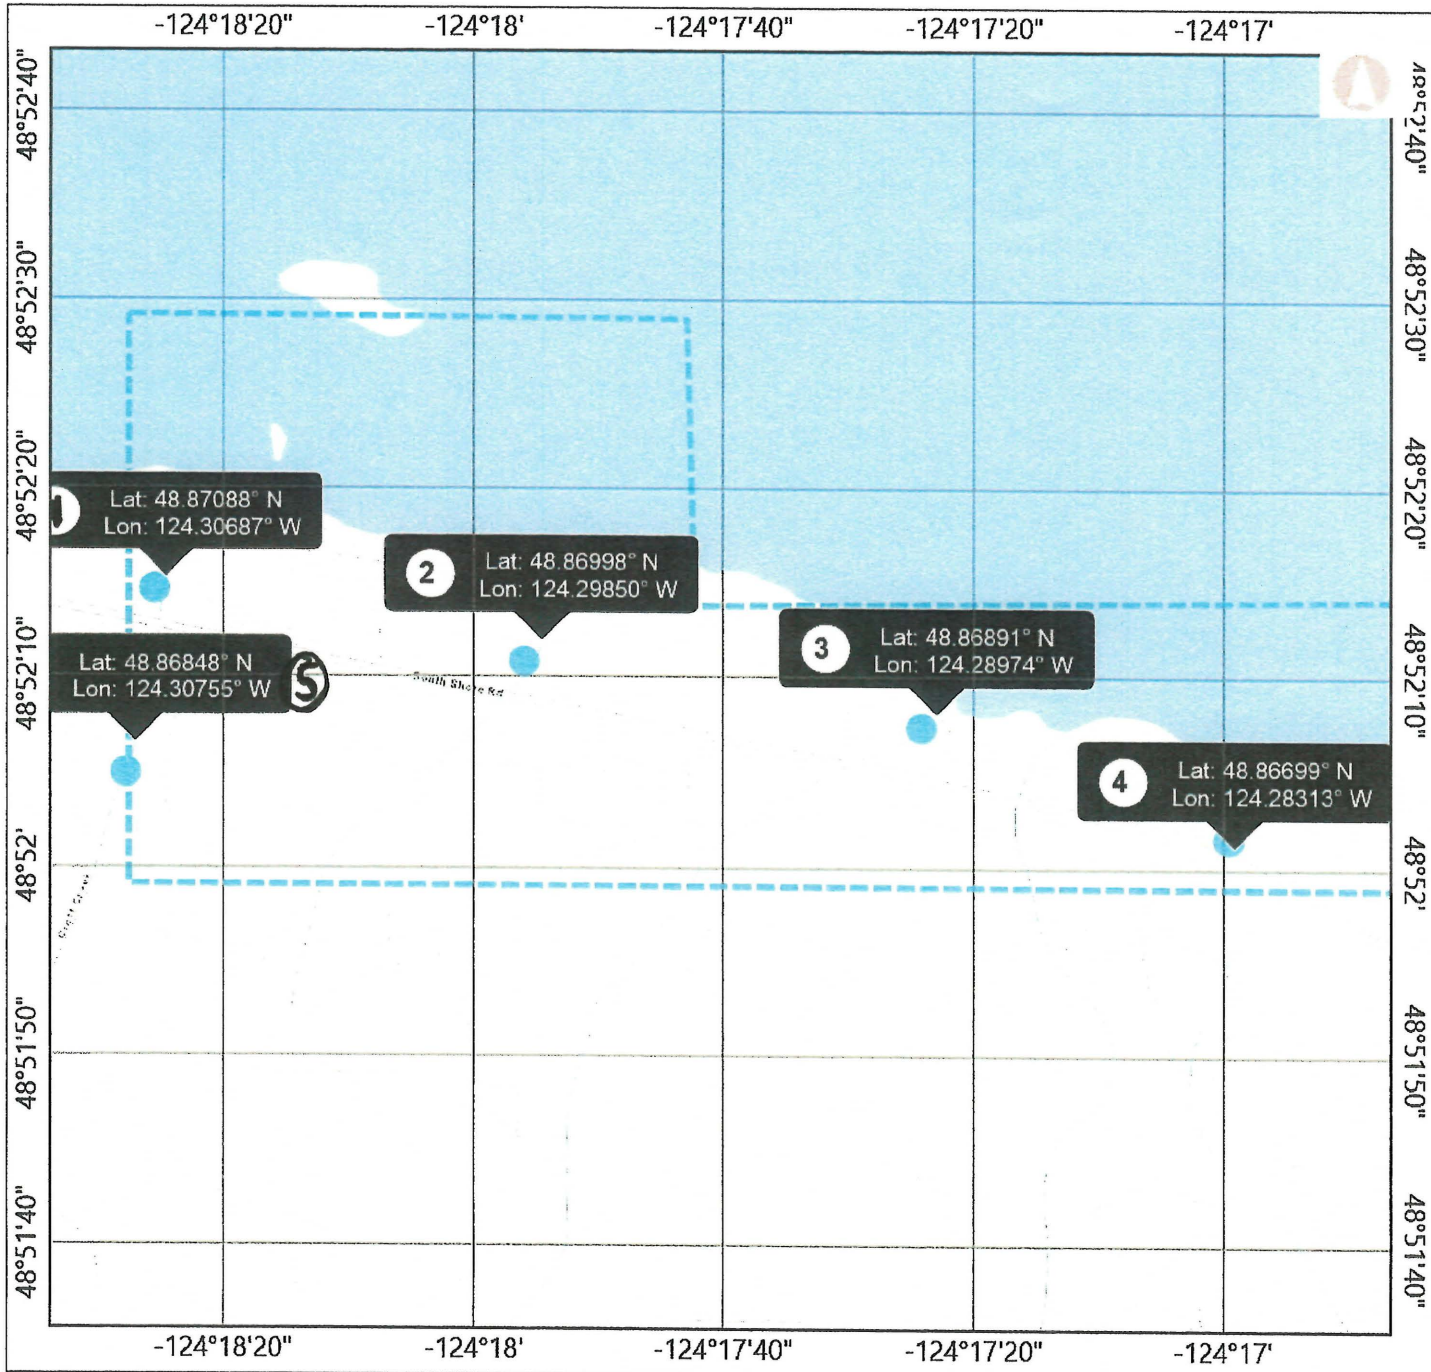 -124°18'20" -124°18' -124°17'40" -124°17'20" -124°17'
48°52'40" 48°52'40"
48°52'30" 48°52'30"
48°52'20" 48°52'20"
1 Lat: 48.87088° N
Lon: 124.30687° W
2 Lat: 48.86998° N
Lon: 124.29850° W
3 Lat: 48.86891° N
Lon: 124.28974° W
48°52'10" 48°52'10"
Lat: 48.86848° N
Lon: 124.30755° W 5
South Shore Rd
4 Lat: 48.86699° N
Lon: 124.28313° W
48°52' 48°52'
48°51'50" 48°51'50"
48°51'40" 48°51'40"
-124°18'20" -124°18' -124°17'40" -124°17'20" -124°17'